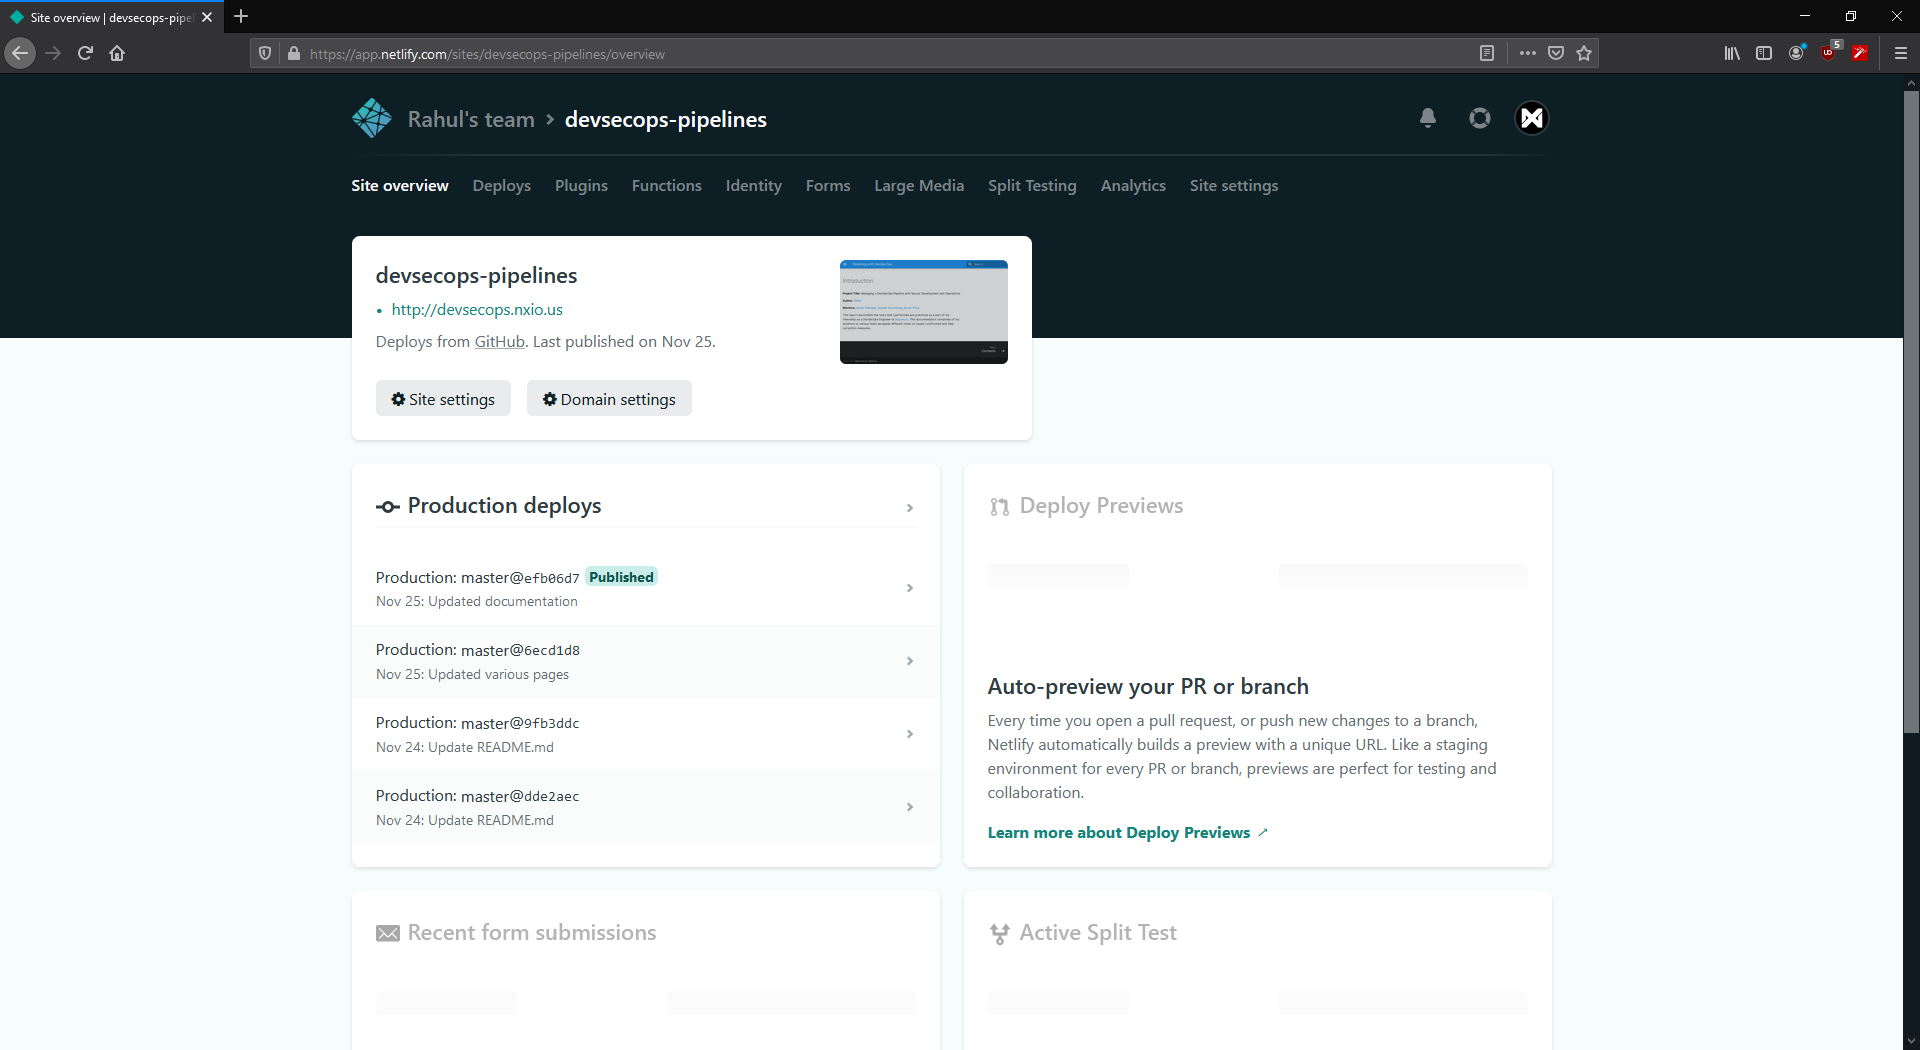 Site overview | devsecops-pipel
https://app.netlify.com/sites/devsecops-pipelines/overview
5
Rahul's team > devsecops-pipelines
Site overview Deploys Plugins Functions Identity Forms Large Media Split Testing Analytics Site settings
devsecops-pipelines
• http://devsecops.nxio.us
Deploys from GitHub. Last published on Nov 25.
Introduction
Site settings Domain settings
Production deploys
Production: master@efb06d7 Published
Nov 25: Updated documentation
Production: master@6ecd1d8
Nov 25: Updated various pages
Production: master@9fb3ddc
Nov 24: Update README.md
Production: master@dde2aec
Nov 24: Update README.md
Deploy Previews
Auto-preview your PR or branch
Every time you open a pull request, or push new changes to a branch,
Netlify automatically builds a preview with a unique URL. Like a staging
environment for every PR or branch, previews are perfect for testing and
collaboration.
Learn more about Deploy Previews ↗
Recent form submissions
Active Split Test